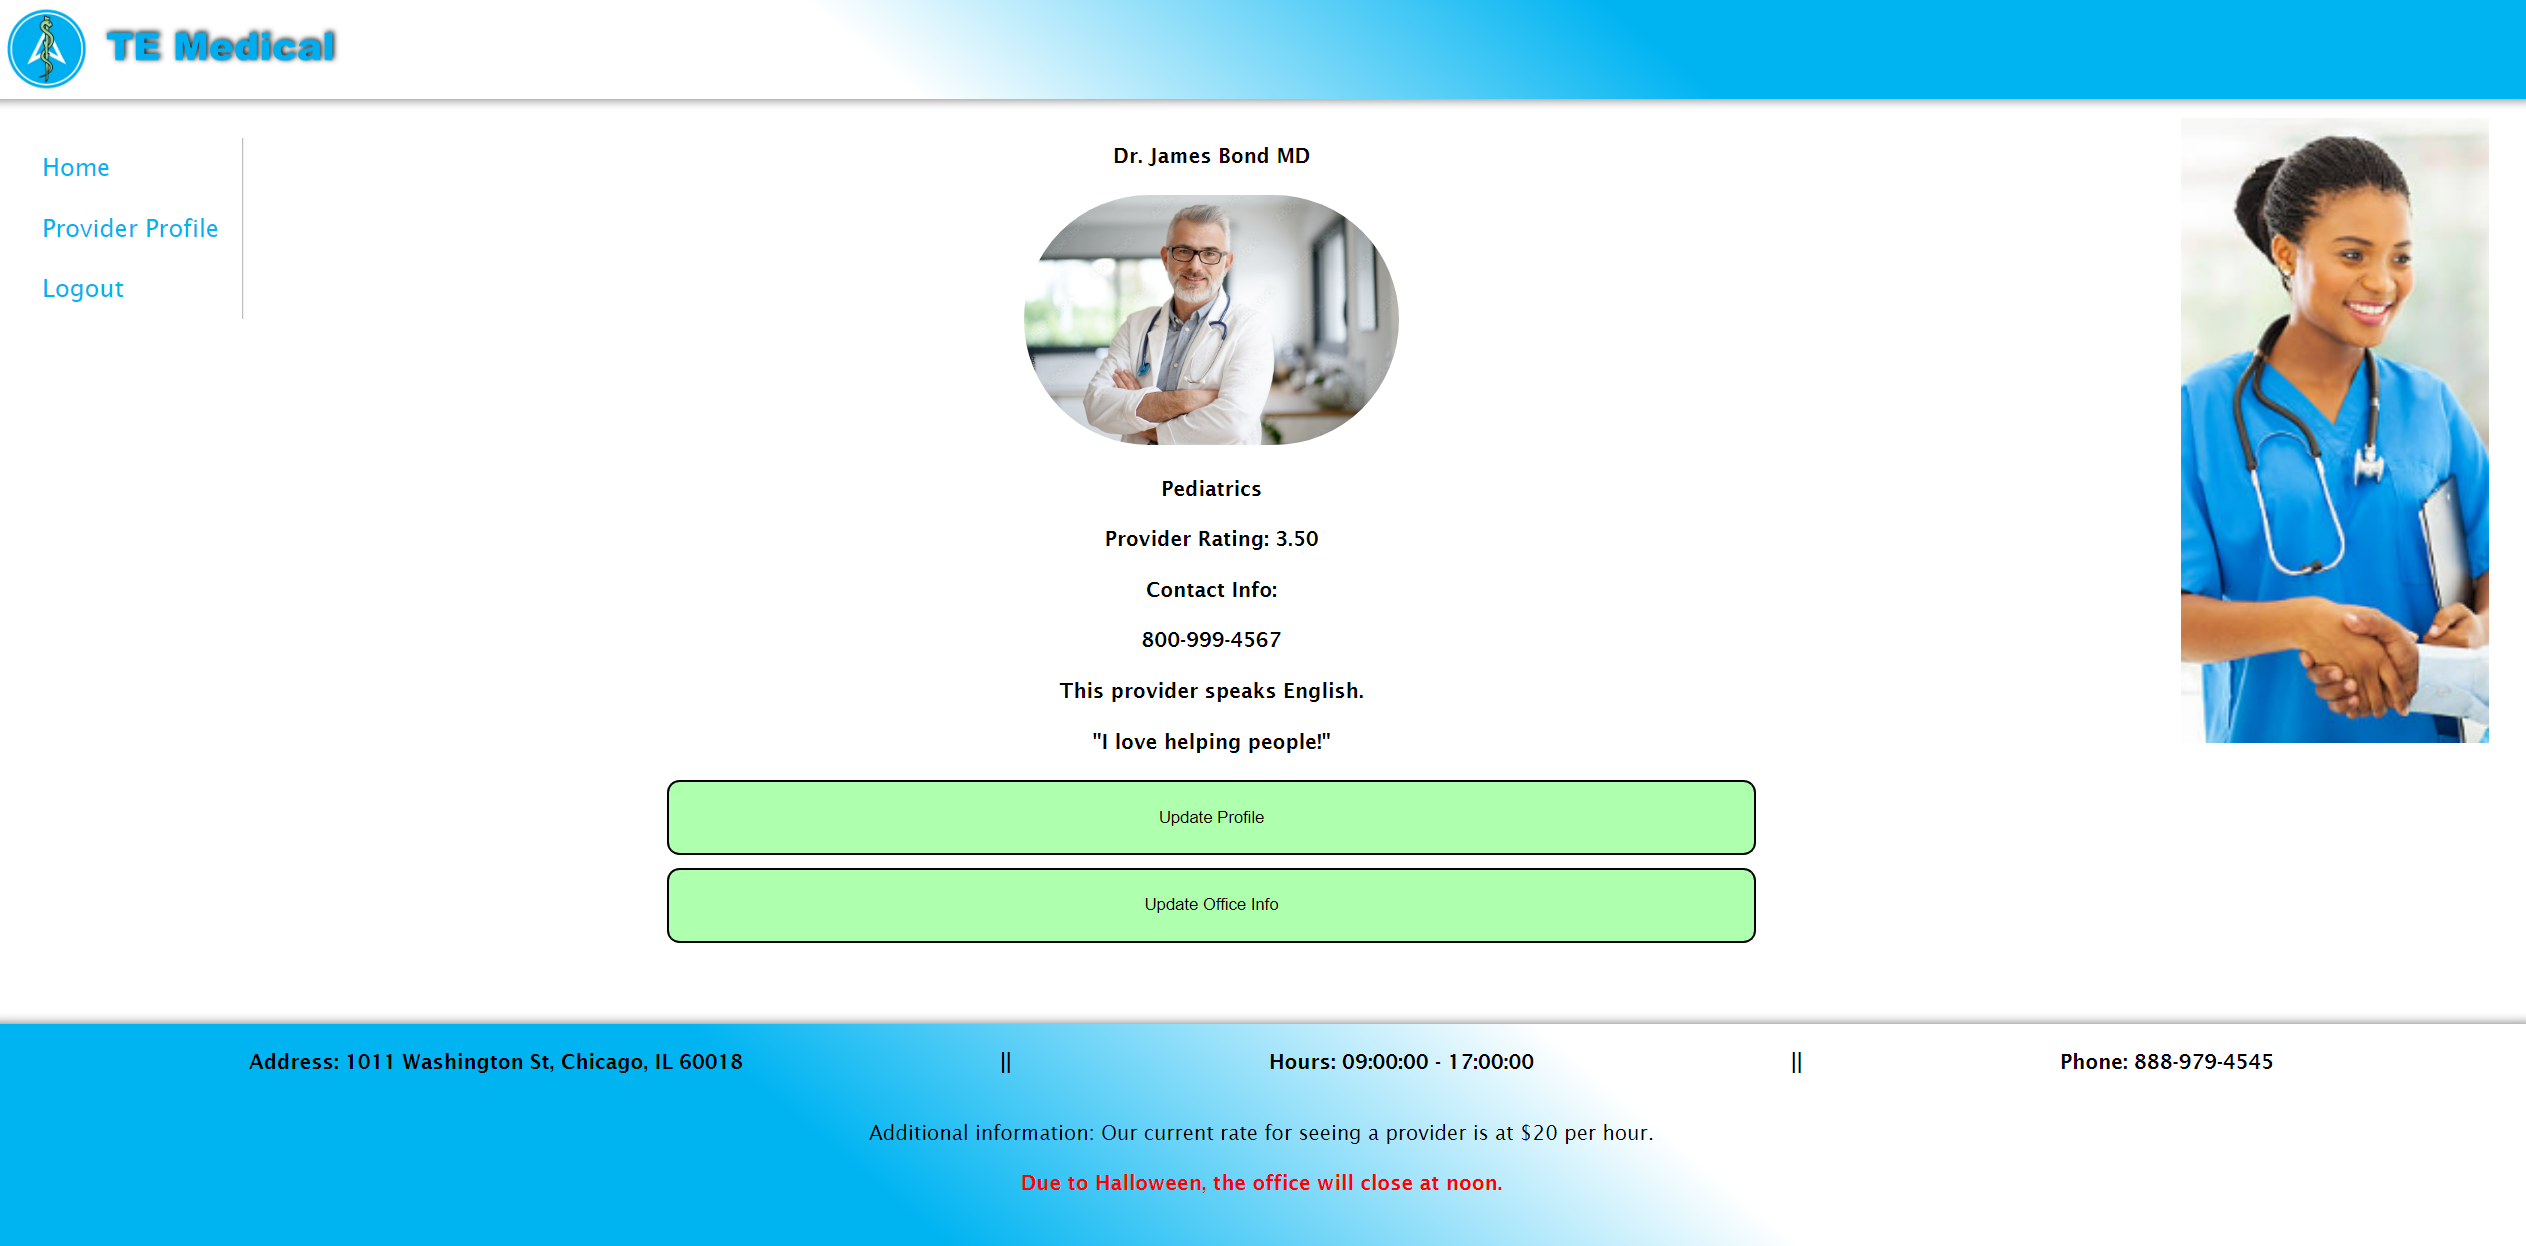 TE Medical
Home
Provider Profile
Logout
Dr. James Bond MD
Pediatrics
Provider Rating: 3.50
Contact Info:
800-999-4567
This provider speaks English.
"I love helping people!"
Update Profile
Update Office Info
Address: 1011 Washington St, Chicago, IL 60018 || Hours: 09:00:00 - 17:00:00 || Phone: 888-979-4545
Additional information: Our current rate for seeing a provider is at $20 per hour.
Due to Halloween, the office will close at noon.